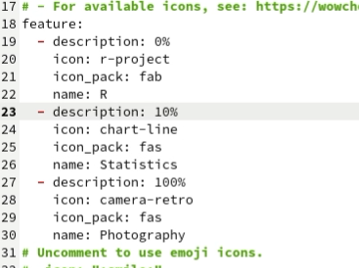 17 # - For available icons, see: https://wowch
18 feature:
19 - description: 0%
20 icon: r-project
21 icon_pack: fab
22 name: R
23 - description: 10%
24 icon: chart-line
25 icon_pack: fas
26 name: Statistics
27 - description: 100%
28 icon: camera-retro
29 icon_pack: fas
30 name: Photography
31 # Uncomment to use emoji icons.